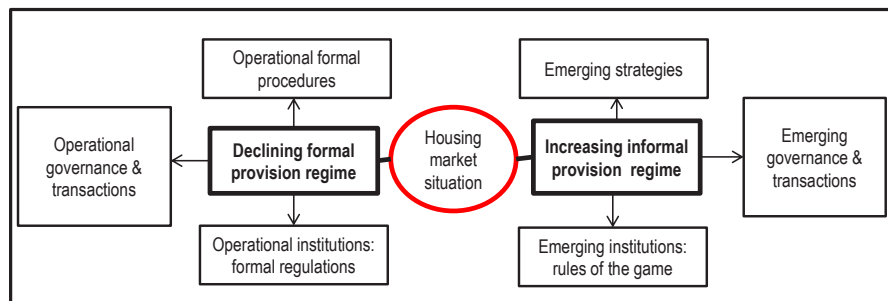 Operational formal
procedures
Emerging strategies
Operational
governance &
transactions
Declining formal
provision regime
Housing
market
situation
Increasing informal
provision regime
Emerging
governance &
transactions
Operational institutions:
formal regulations
Emerging institutions:
rules of the game